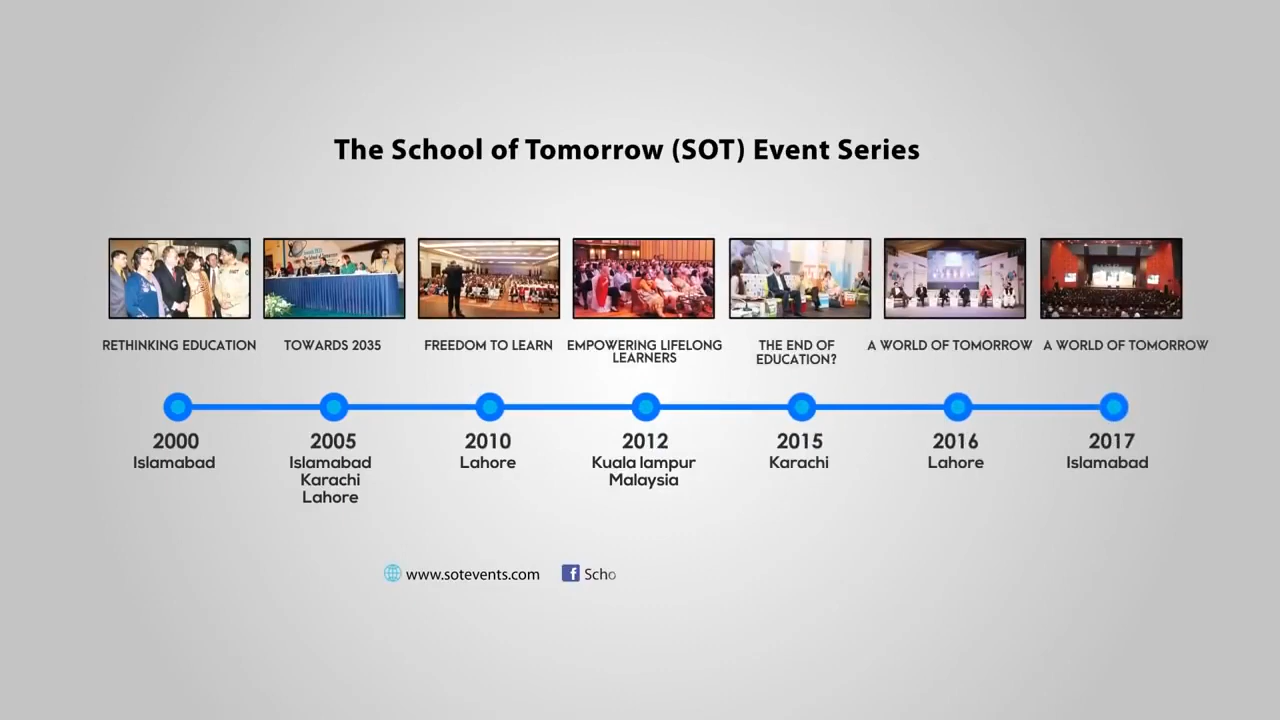 The School of Tomorrow (SOT) Event Series
RETHINKING EDUCATION
TOWARDS 2035
FREEDOM TO LEARN
EMPOWERING LIFELONG
LEARNERS
THE END OF
EDUCATION?
A WORLD OF TOMORROW
A WORLD OF TOMORROW
2000
Islamabad
2005
Islamabad
Karachi
Lahore
2010
Lahore
2012
Kuala lampur
Malaysia
2015
Karachi
2016
Lahore
2017
Islamabad
www.sotevents.com
f Scho